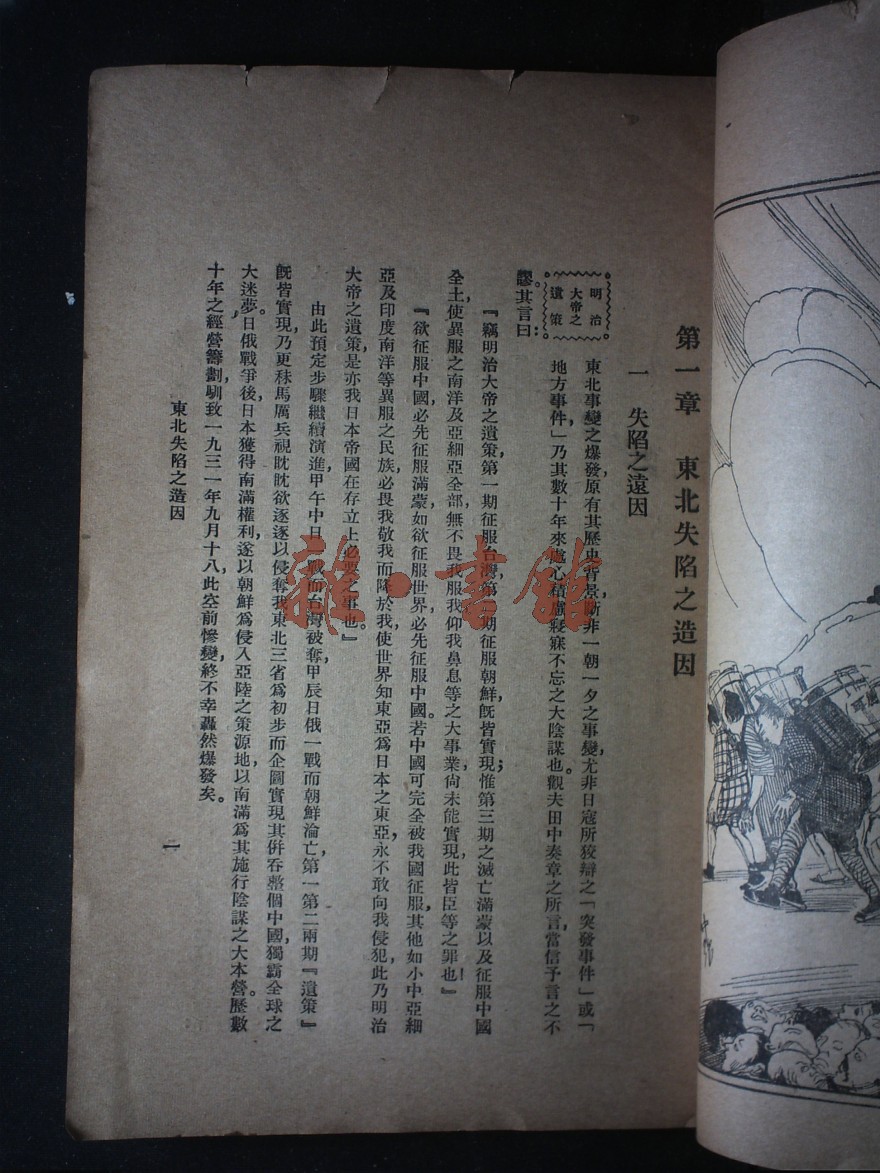 第一章　東北失陷之造因
一　失陷之遠因
明治
大帝之
遺策
東北事變之爆發，原有其歷史背景，斷非一朝一夕之事變，尤非日寇所狡辯之「突發事件」或「
地方事件」乃其數十年來處心積慮寢寐不忘之大陰謀也。觀夫田中奏章之所言，當信予言之不
謬。其言曰：
『竊明治大帝之遺策，第一期征服台灣，第二期征服朝鮮，旣皆實現；惟第三期之滅亡滿蒙以及征服中國
全土，使異服之南洋及亞細亞全部，無不畏我服我仰我鼻息等之大事業，尙未能實現，此皆臣等之罪也！』
『欲征服中國，必先征服滿蒙，如欲征服世界，必先征服中國。若中國可完全被我國征服，其他如小中亞細
亞及印度南洋等異服之民族，必畏我敬我而降於我，使世界知東亞爲日本之東亞，永不敢向我侵犯，此乃明治
大帝之遺策，是亦我日本帝國在存立上必要之事也。』
由此預定步驟，繼續演進，甲午中日一戰而台灣被奪，甲辰日俄一戰而朝鮮淪亡，第一第二兩期『遺策』
旣皆實現，乃更秣馬厲兵，視眈眈欲逐逐，以侵奪我東北三省爲初步，而企圖實現其倂吞整個中國，獨霸全球之
大迷夢。日俄戰爭後，日本獲得南滿權利，遂以朝鮮爲侵入亞陸之策源地，以南滿爲其施行陰謀之大本營。歷數
十年之經營籌劃，馴致一九三一年九月十八，此空前慘變，終不幸轟然爆發矣。
東北失陷之造因
一
雜·書館